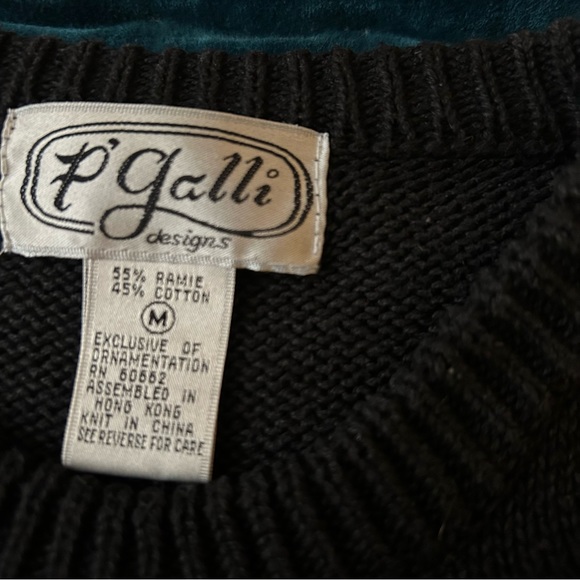 P'galli
designs
55% RAMIE
45% COTTON
M
EXCLUSIVE OF
ORNAMENTATION
RN 60662
ASSEMBLED IN
HONG KONG
KNIT IN CHINA
SEE REVERSE FOR CARE